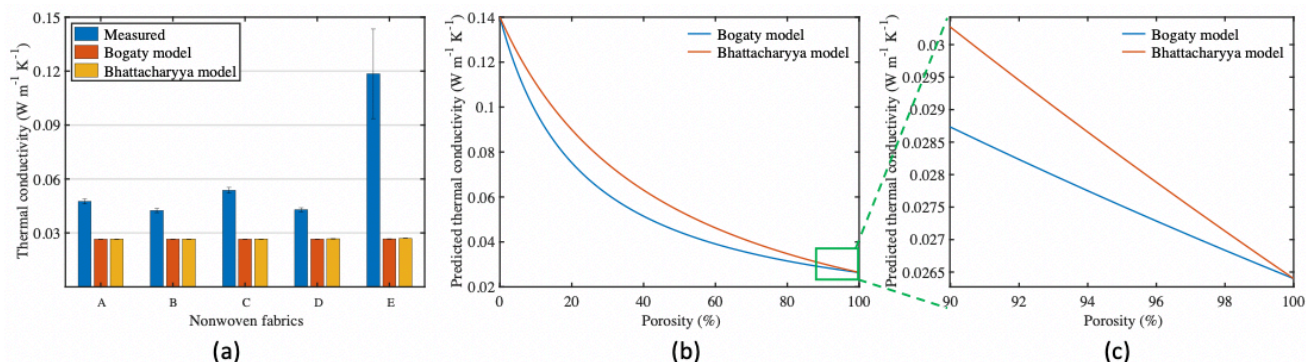 0.15
0.12
0.09
0.06
0.03
Thermal conductivity (W m⁻¹ K⁻¹)
Measured
Bogaty model
Bhattacharyya model
A B C D E
Nonwoven fabrics
(a)
0.14
0.12
0.1
0.08
0.06
0.04
0.02
Predicted thermal conductivity (W m⁻¹ K⁻¹)
Bogaty model
Bhattacharyya model
0 20 40 60 80 100
Porosity (%)
(b)
0.03
0.0295
0.029
0.0285
0.028
0.0275
0.027
0.0265
Predicted thermal conductivity (W m⁻¹ K⁻¹)
Bogaty model
Bhattacharyya model
90 92 94 96 98 100
Porosity (%)
(c)